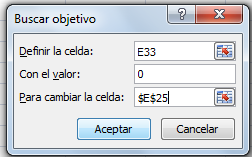 Buscar objetivo
Definir la celda: E33
Con el valor: 0
Para cambiar la celda: $E$25
Aceptar Cancelar